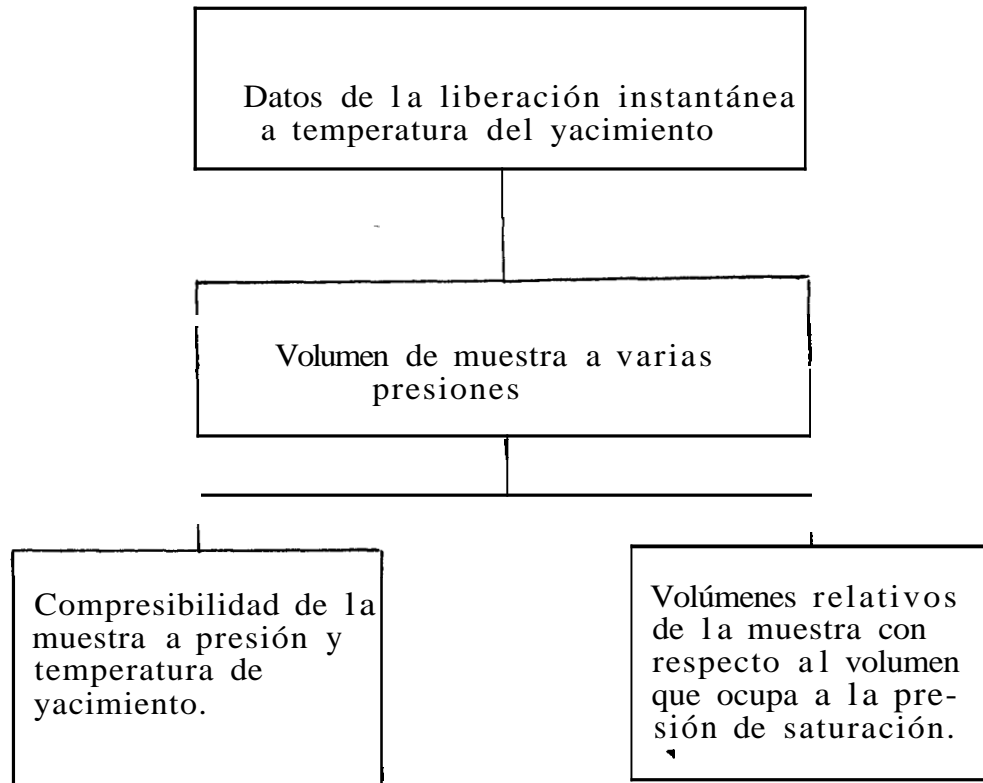 Datos de la liberación instantánea
a temperatura del yacimiento
Volumen de muestra a varias
presiones
Compresibilidad de la
muestra a presión y
temperatura de
yacimiento.
Volúmenes relativos
de la muestra con
respecto al volumen
que ocupa a la pre-
sión de saturación.